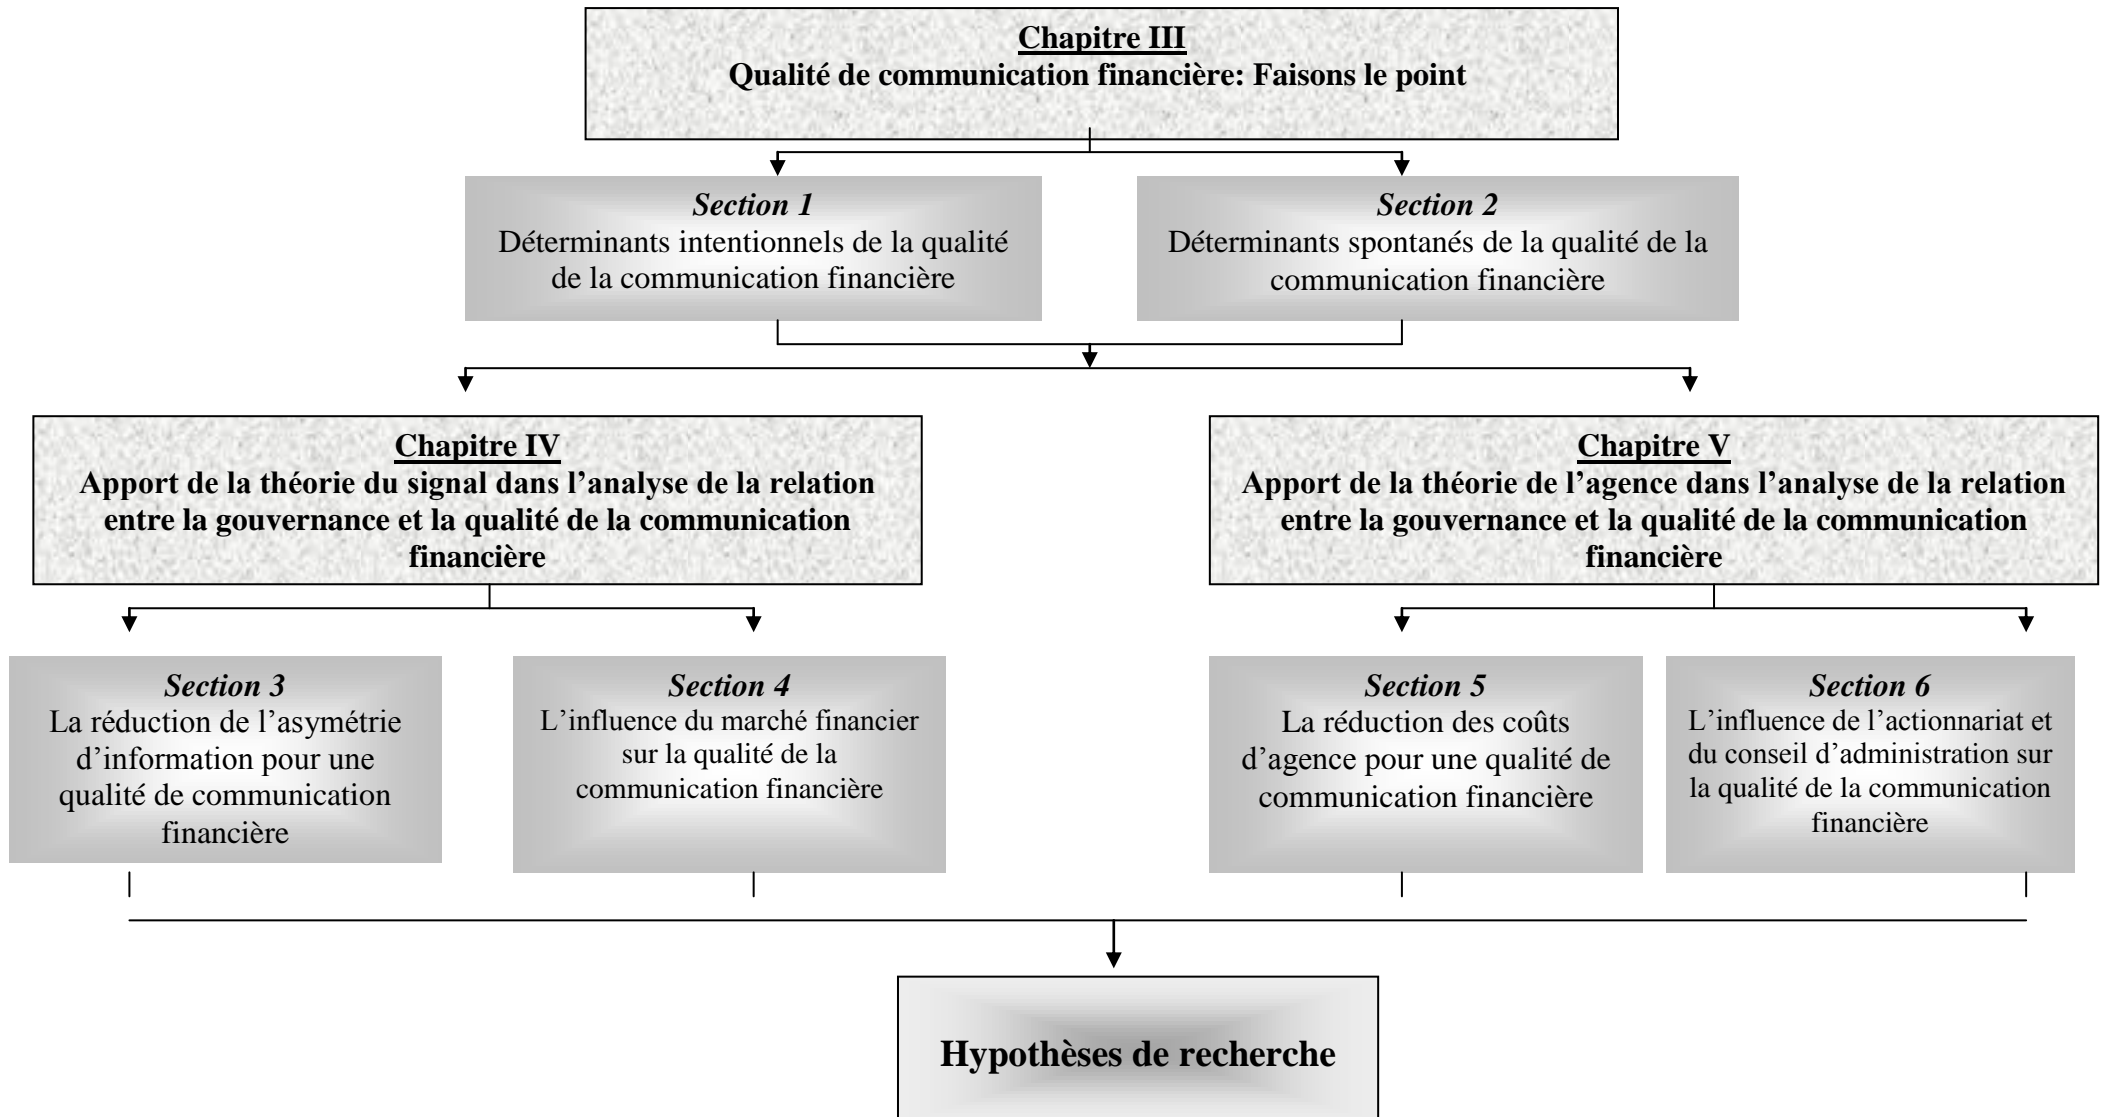 Chapitre III
Qualité de communication financière: Faisons le point
Section 1
Déterminants intentionnels de la qualité
de la communication financière
Section 2
Déterminants spontanés de la qualité de la
communication financière
Chapitre IV
Apport de la théorie du signal dans l’analyse de la relation
entre la gouvernance et la qualité de la communication
financière
Chapitre V
Apport de la théorie de l’agence dans l’analyse de la relation
entre la gouvernance et la qualité de la communication
financière
Section 3
La réduction de l’asymétrie
d’information pour une
qualité de communication
financière
Section 4
L’influence du marché financier
sur la qualité de la
communication financière
Section 5
La réduction des coûts
d’agence pour une qualité de
communication financière
Section 6
L’influence de l’actionnariat et
du conseil d’administration sur
la qualité de la communication
financière
Hypothèses de recherche